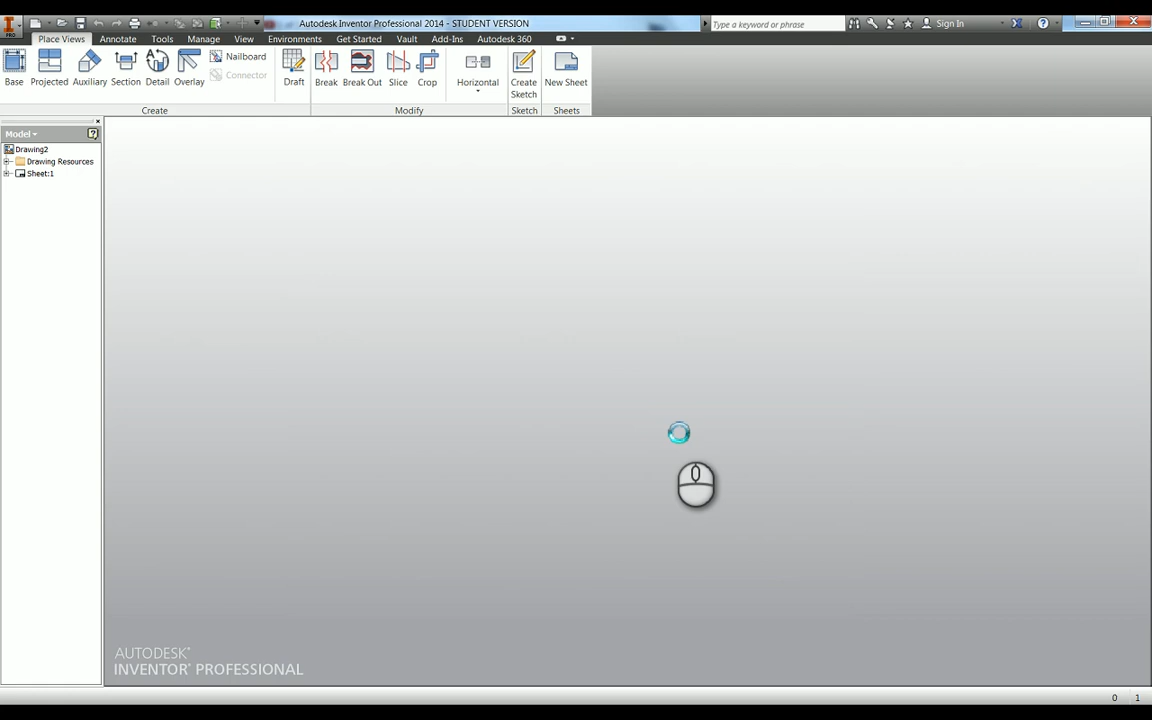 Autodesk Inventor Professional 2014 - STUDENT VERSION
Type a keyword or phrase
Sign In
PRO
Place Views Annotate Tools Manage View Environments Get Started Vault Add-Ins Autodesk 360
Base Projected Auxiliary Section Detail Overlay Nailboard Connector Draft Break Break Out Slice Crop Horizontal Create Sketch New Sheet
Create Modify Sketch Sheets
Model
Drawing2
Drawing Resources
Sheet:1
AUTODESK®
INVENTOR® PROFESSIONAL
0 1